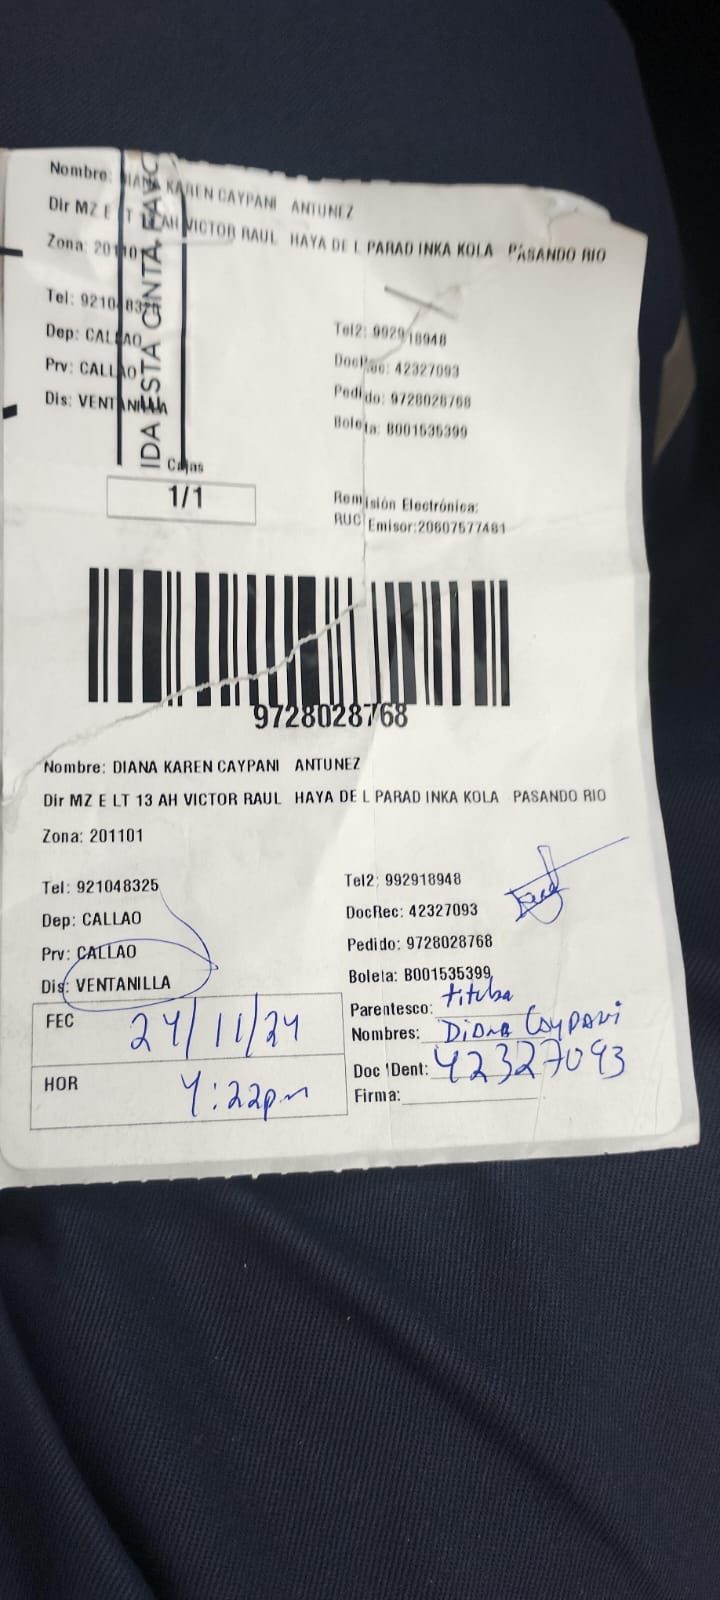 Nombre: DIANA KAREN CAYPANI ANTUNEZ
Dir MZ E LT 13 AH VICTOR RAUL HAYA DE L PARAD INKA KOLA PASANDO RIO
Zona: 201101
IDA ESTA CINTA
Tel: 921048325
Tel2: 992918948
Dep: CALLAO
DocRec: 42327093
Prv: CALLAO
Pedido: 9728028768
Dis: VENTANILLA
Boleta: B001535399
Cajas
1/1
Remisión Electrónica:
RUC Emisor:20607577481
9728028768
Nombre: DIANA KAREN CAYPANI ANTUNEZ
Dir MZ E LT 13 AH VICTOR RAUL HAYA DE L PARAD INKA KOLA PASANDO RIO
Zona: 201101
Tel: 921048325
Tel2: 992918948
Dep: CALLAO
DocRec: 42327093
Prv: CALLAO
Pedido: 9728028768
Dis: VENTANILLA
Boleta: B001535399
FEC 24/11/24
Parentesco:
Nombres: Diana Caypani
HOR 4:22pm
Doc Ident: 42327093
Firma: